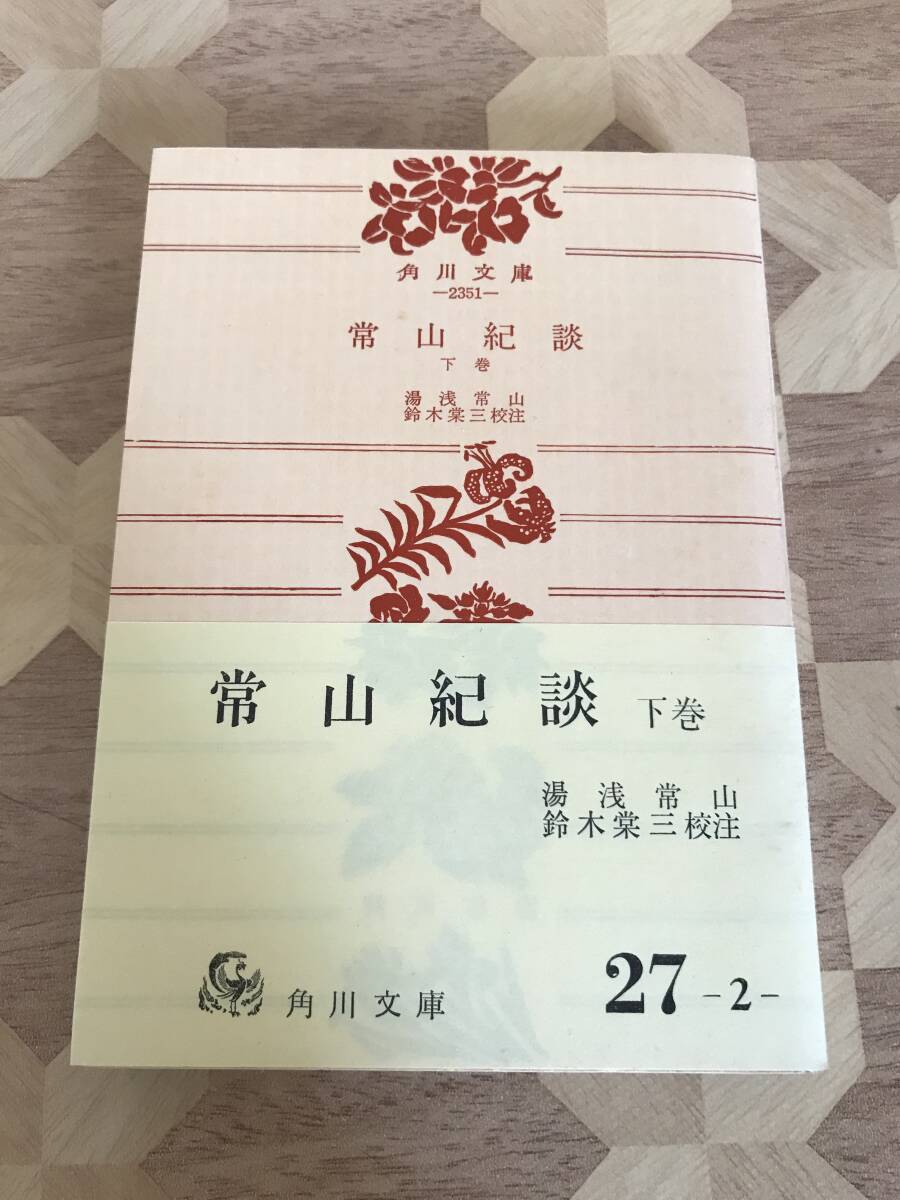 角川文庫
—2351—
常山紀談
下巻
湯浅常山
鈴木棠三校注
常山紀談 下巻
湯浅常山
鈴木棠三校注
角川文庫
27-2-